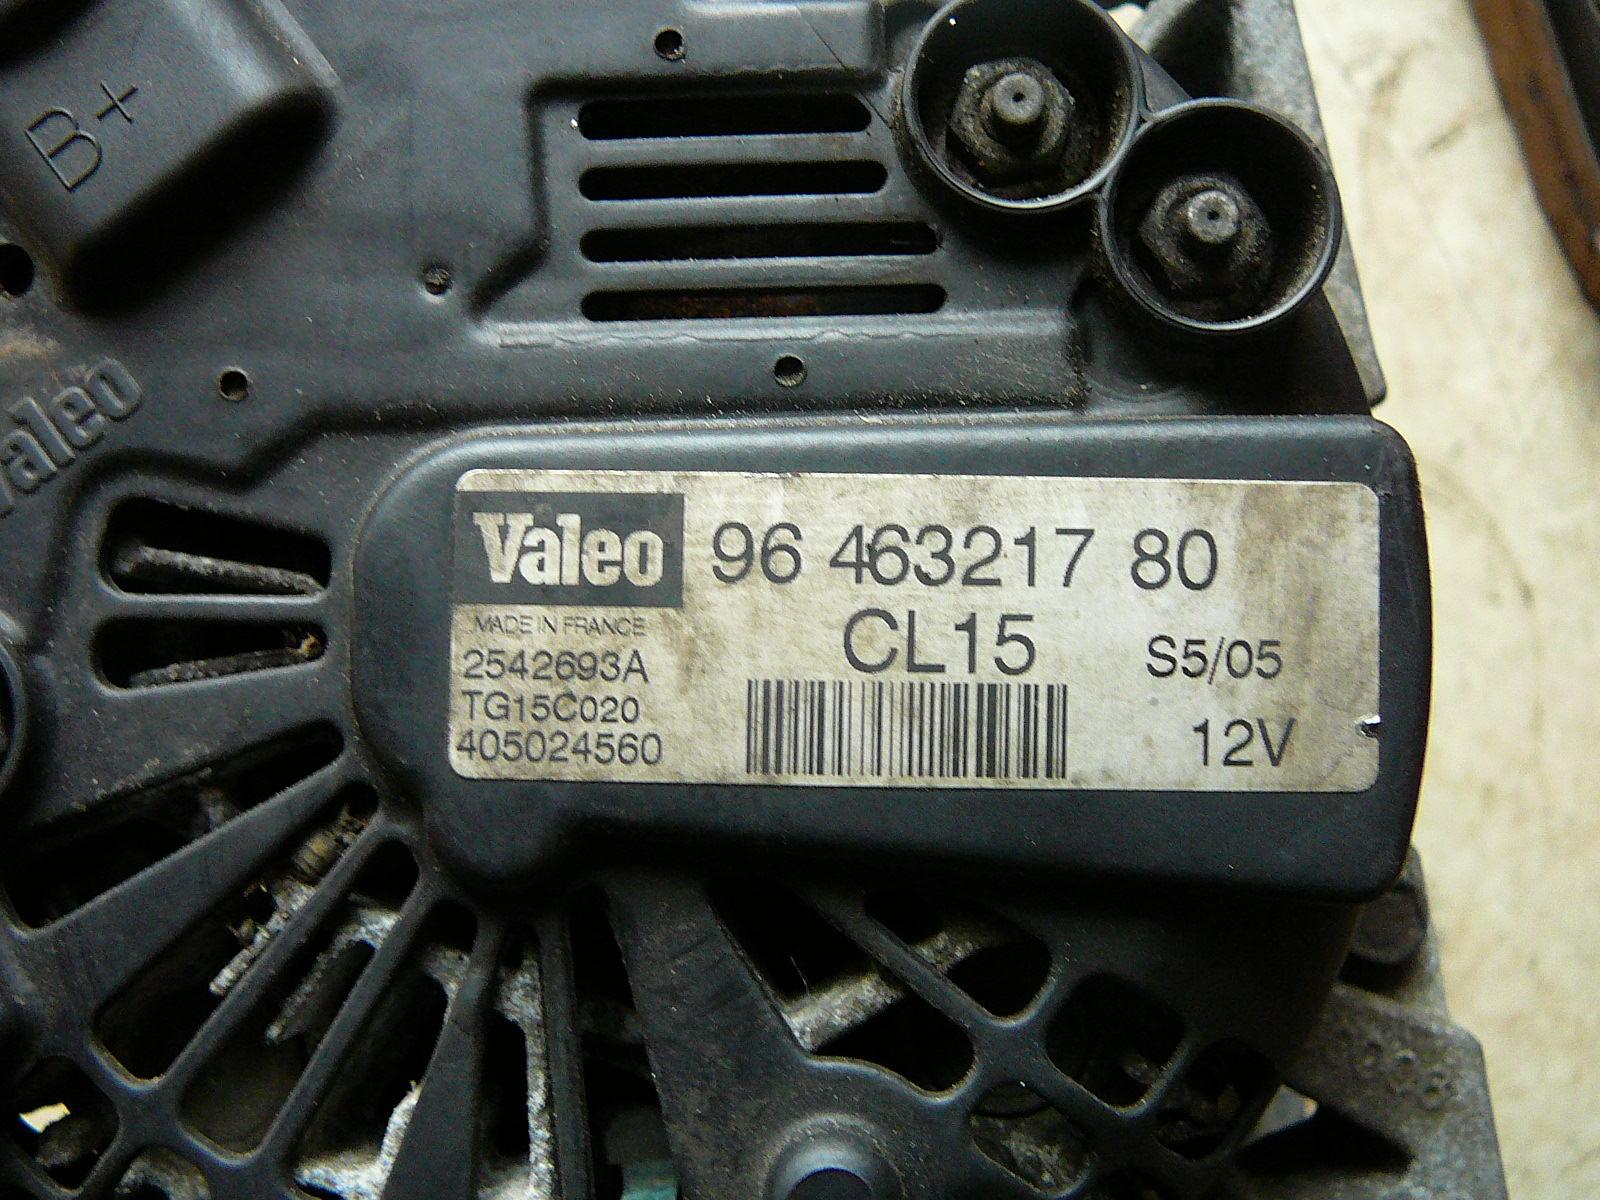 B+
Valeo
Valeo 96 463217 80
MADE IN FRANCE
CL15
2542693A
S5/05
TG15C020
405024560
12V